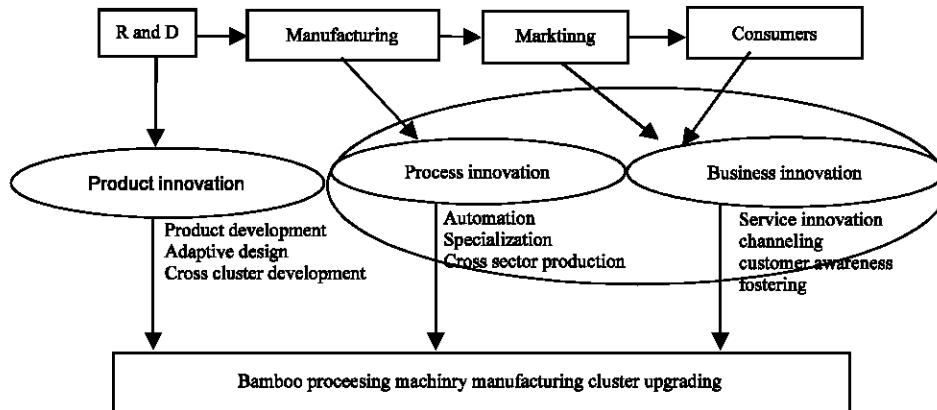 R and D
Manufacturing
Marktinng
Consumers
Product innovation
Process innovation
Business innovation
Product development
Adaptive design
Cross cluster development
Automation
Specialization
Cross sector production
Service innovation
channeling
customer awareness
fostering
Bamboo proceesing machinry manufacturing cluster upgrading